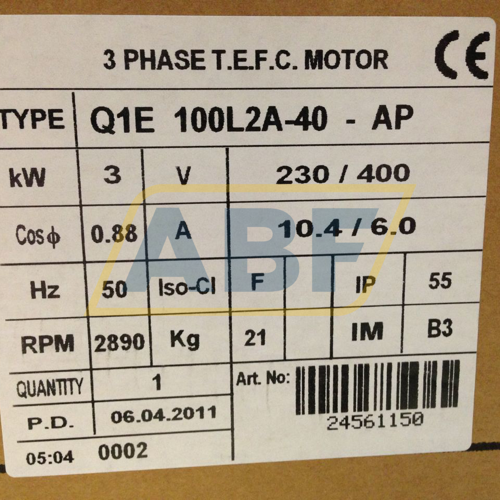 3 PHASE T.E.F.C. MOTOR CE
TYPE Q1E 100L2A-40 - AP
kW 3 V 230 / 400
Cos ϕ 0.88 A 10.4 / 6.0
Hz 50 Iso-Cl F IP 55
RPM 2890 Kg 21 IM B3
QUANTITY 1 Art. No:
P.D. 06.04.2011 24561150
05:04 0002
ABF